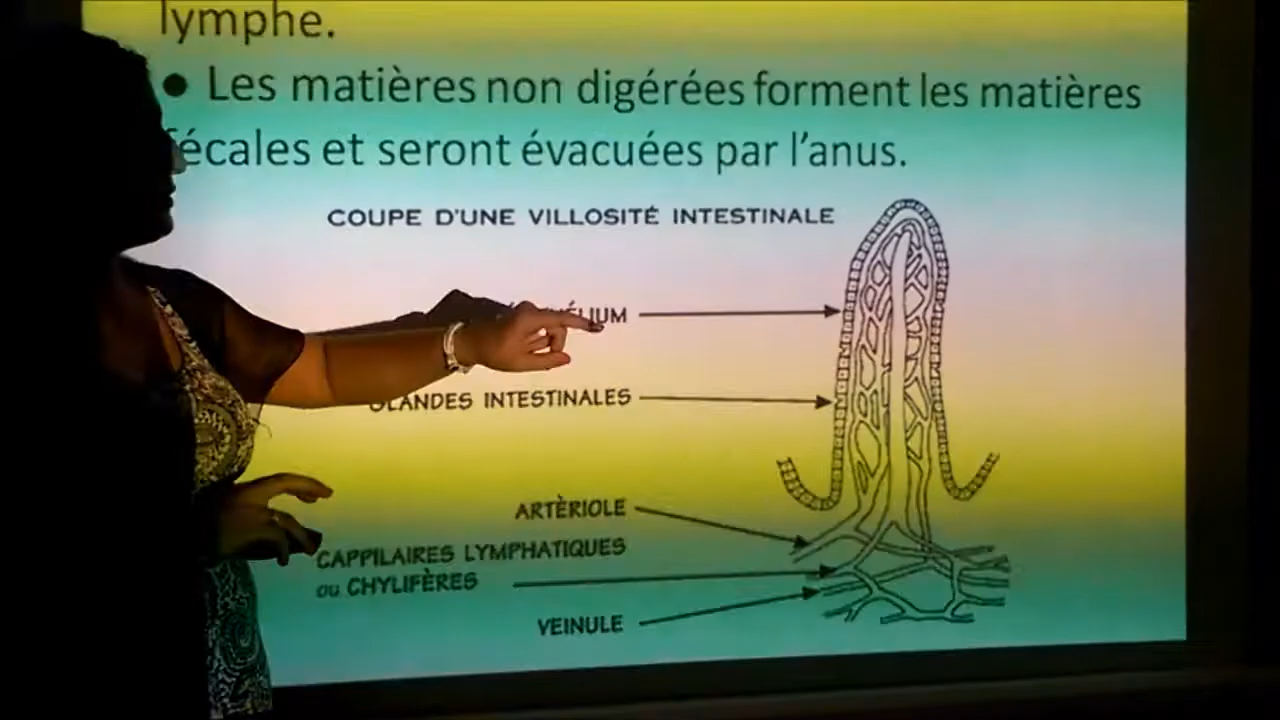 lymphe.
● Les matières non digérées forment les matières
fécales et seront évacuées par l'anus.
COUPE D'UNE VILLOSITÉ INTESTINALE
GLANDES INTESTINALES
ARTÈRIOLE
CAPPILAIRES LYMPHATIQUES
ou CHYLIFÈRES
VEINULE